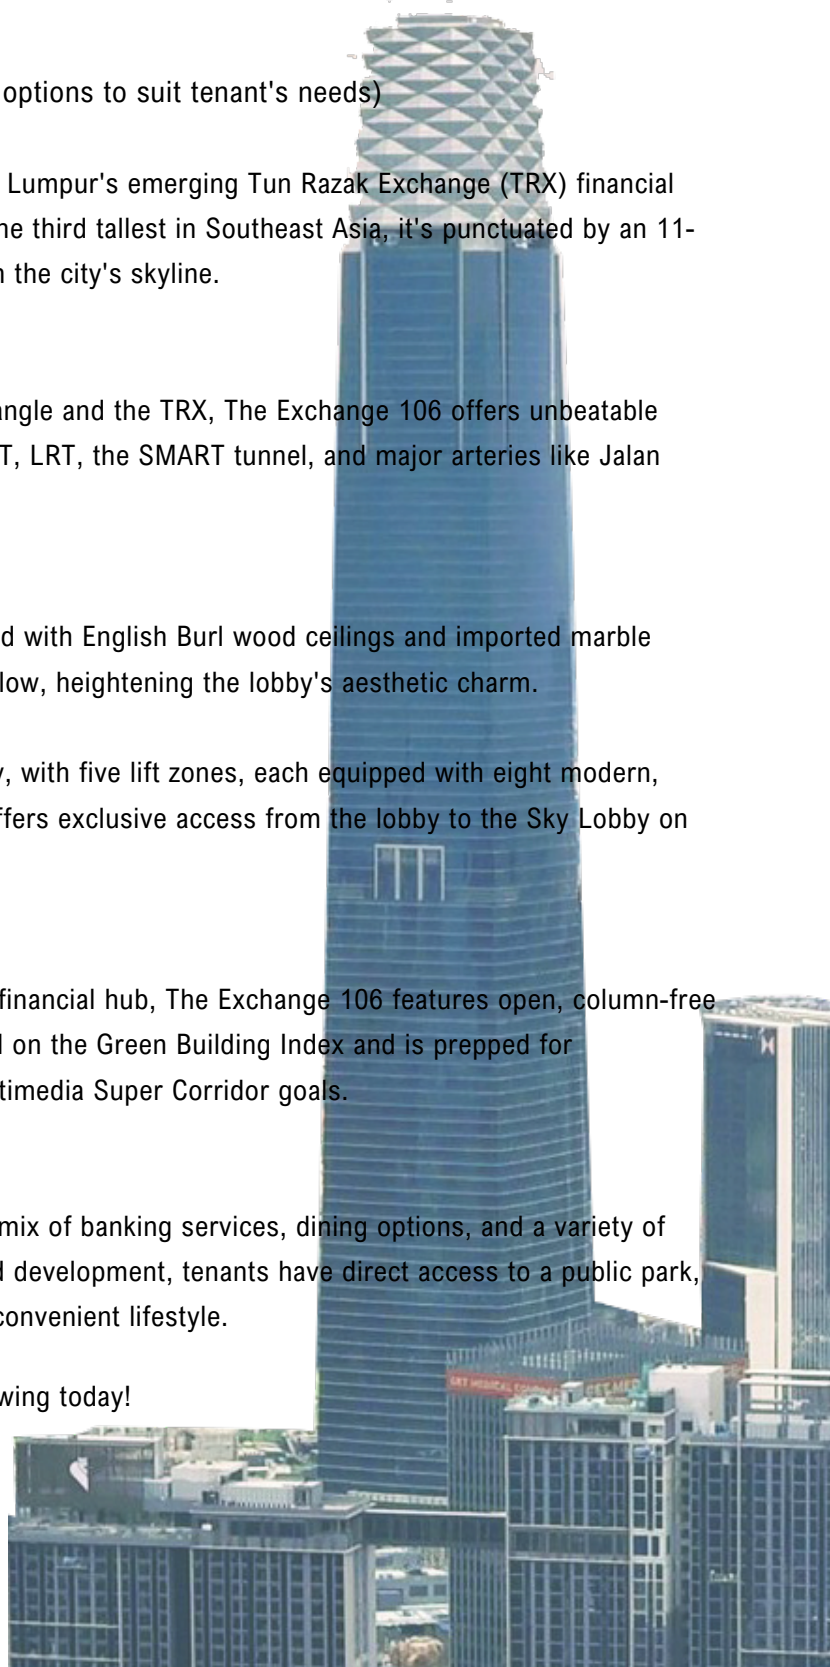 options to suit tenant's needs)
Lumpur's emerging Tun Razak Exchange (TRX) financial
third tallest in Southeast Asia, it's punctuated by an 11-
the city's skyline.
and the TRX, The Exchange 106 offers unbeatable
LRT, the SMART tunnel, and major arteries like Jalan
with English Burl wood ceilings and imported marble
heightening the lobby's aesthetic charm.
with five lift zones, each equipped with eight modern,
exclusive access from the lobby to the Sky Lobby on
financial hub, The Exchange 106 features open, column-free
on the Green Building Index and is prepped for
Super Corridor goals.
mix of banking services, dining options, and a variety of
development, tenants have direct access to a public park,
convenient lifestyle.
today!